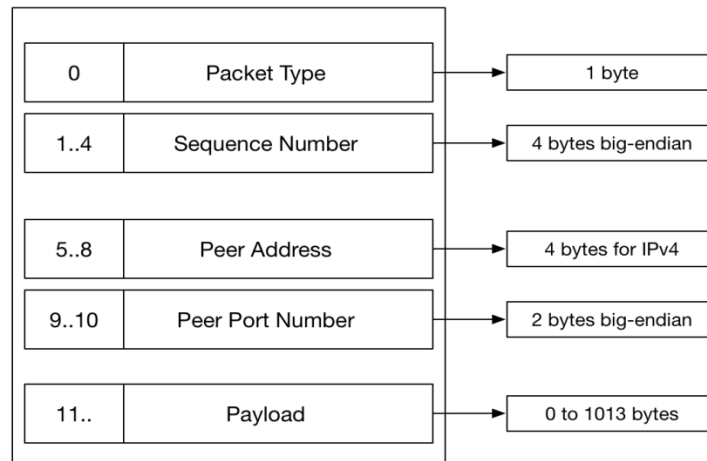 0 Packet Type 1 byte
1..4 Sequence Number 4 bytes big-endian
5..8 Peer Address 4 bytes for IPv4
9..10 Peer Port Number 2 bytes big-endian
11.. Payload 0 to 1013 bytes